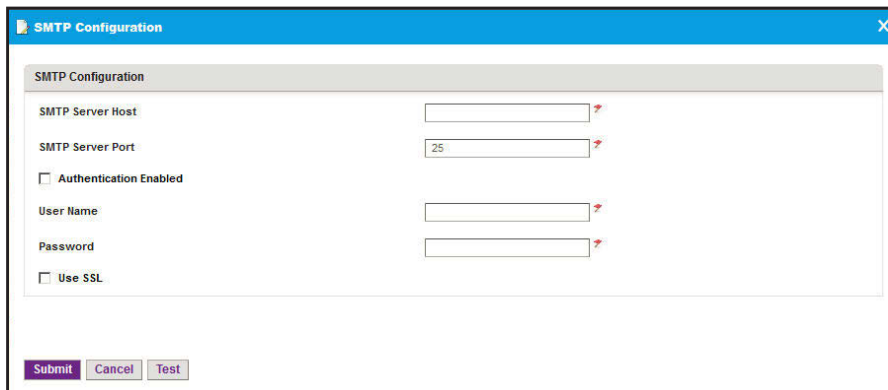 SMTP Configuration
X
SMTP Configuration
SMTP Server Host
SMTP Server Port 25
Authentication Enabled
User Name
Password
Use SSL
Submit Cancel Test